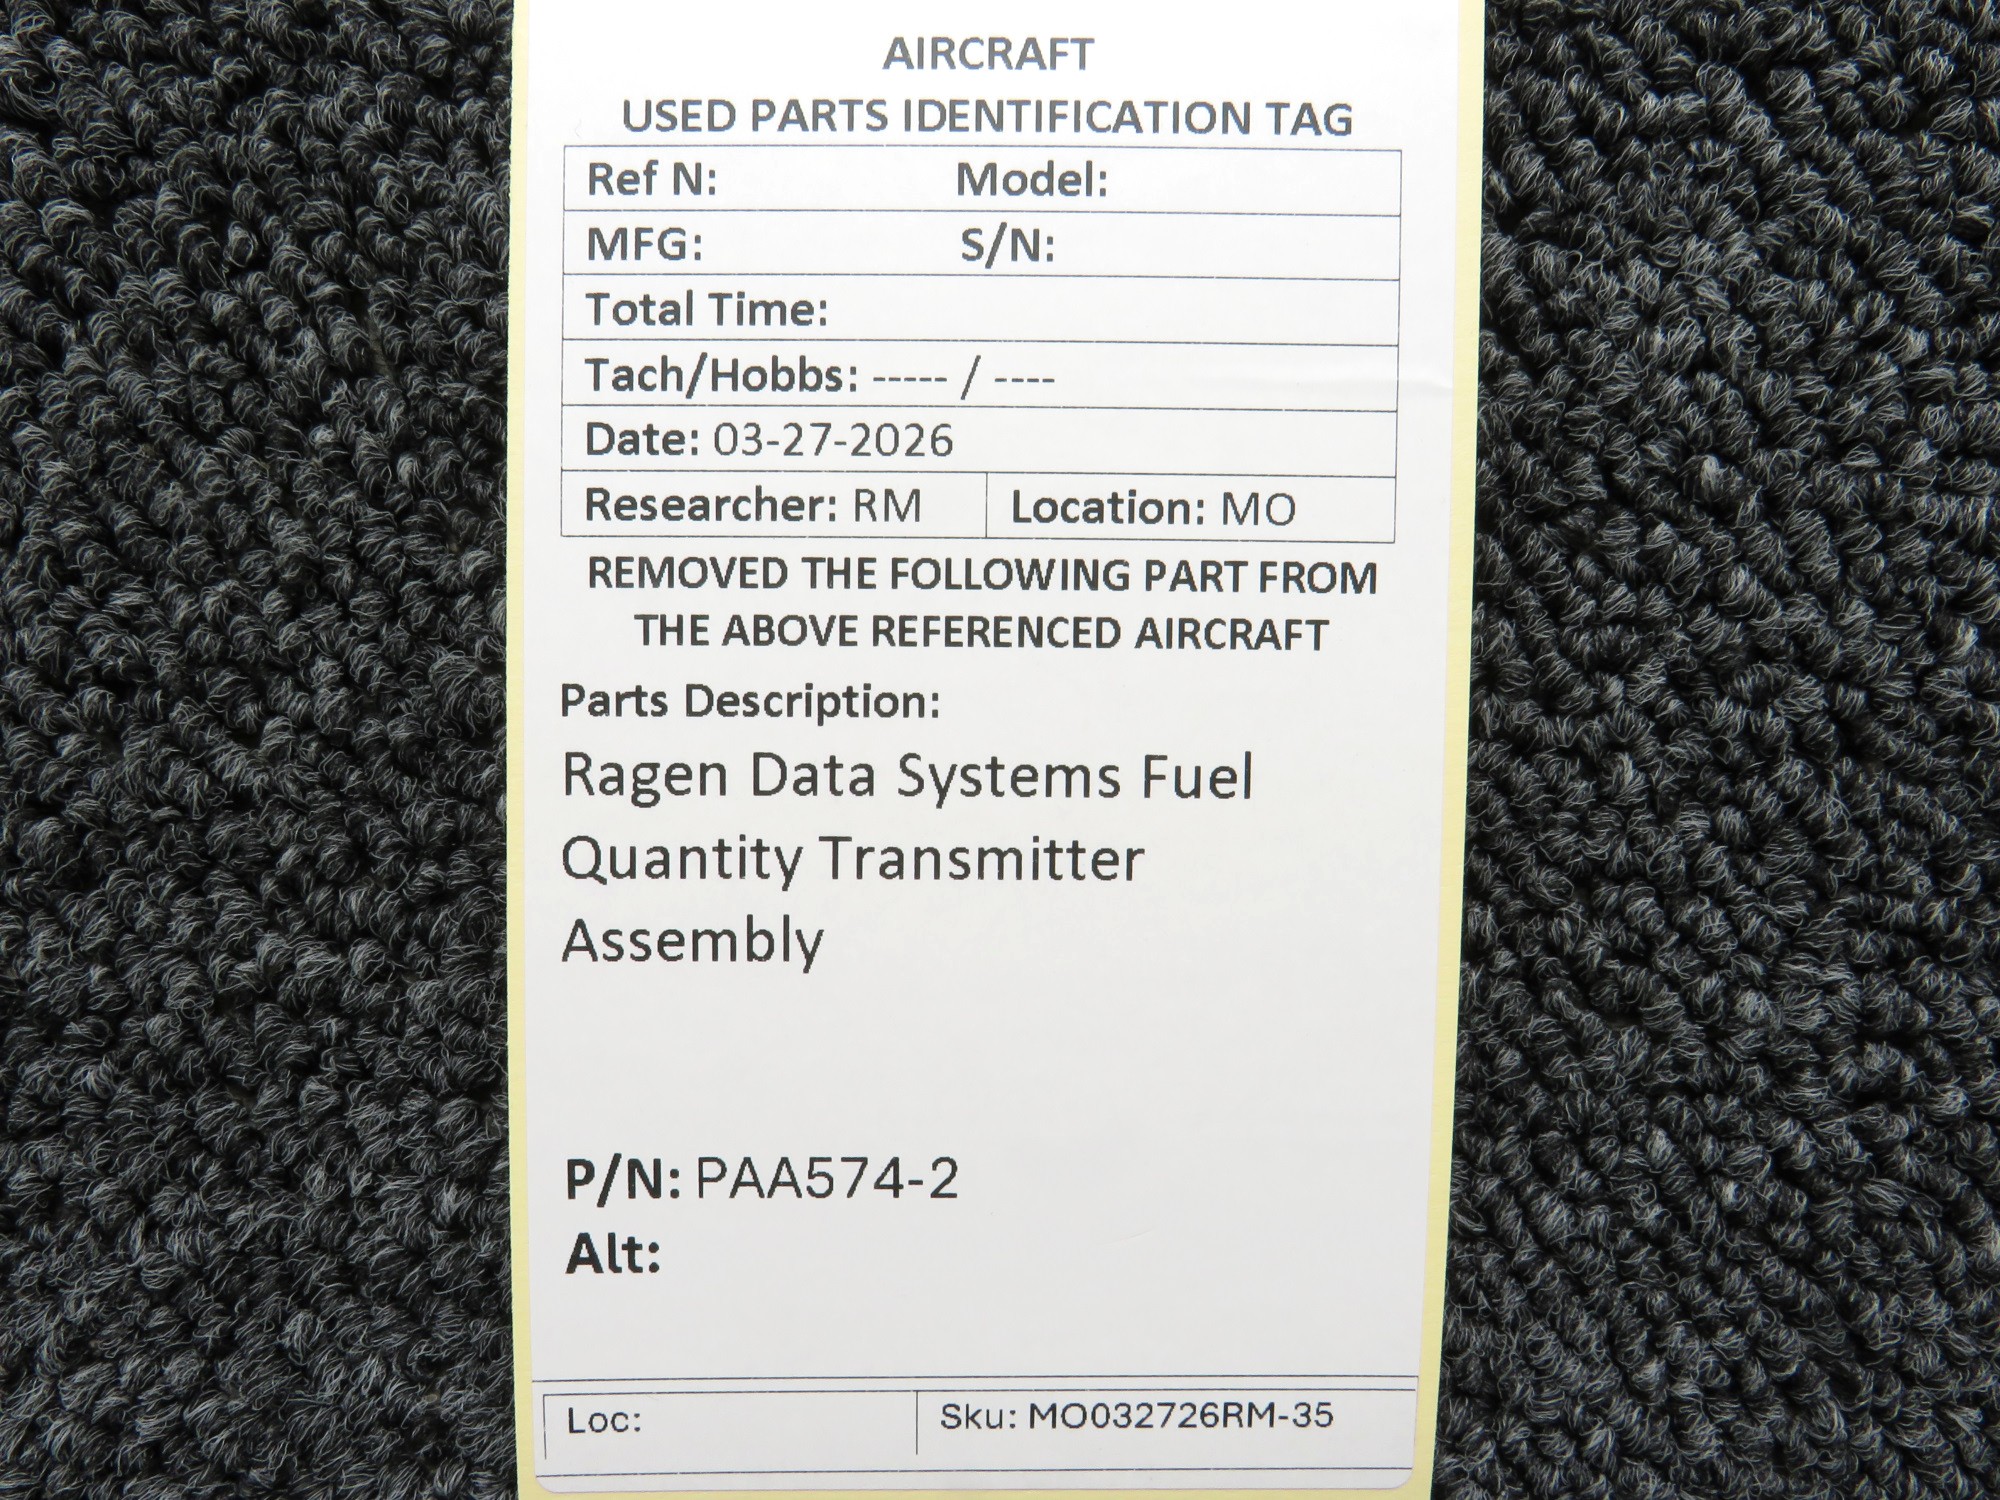 AIRCRAFT
USED PARTS IDENTIFICATION TAG
Ref N: Model:
MFG: S/N:
Total Time:
Tach/Hobbs: ----- / ----
Date: 03-27-2026
Researcher: RM Location: MO
REMOVED THE FOLLOWING PART FROM
THE ABOVE REFERENCED AIRCRAFT
Parts Description:
Ragen Data Systems Fuel
Quantity Transmitter
Assembly
P/N: PAA574-2
Alt:
Loc: Sku: MO032726RM-35